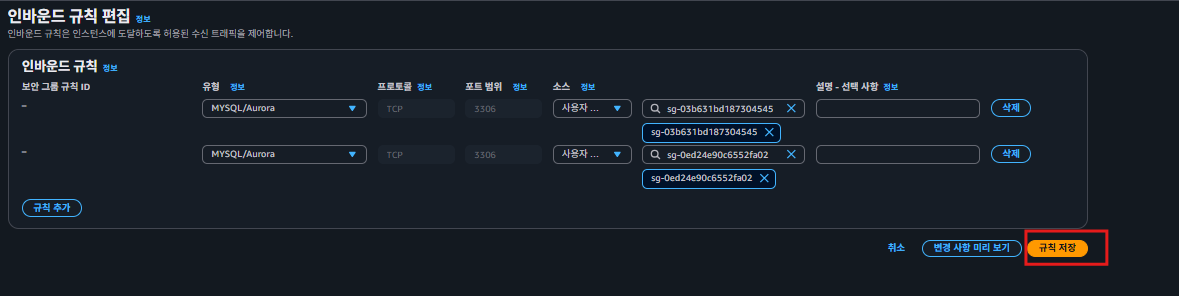 인바운드 규칙 편집 정보
인바운드 규칙은 인스턴스에 도달하도록 허용된 수신 트래픽을 제어합니다.
인바운드 규칙 정보
보안 그룹 규칙 ID 유형 정보 프로토콜 정보 포트 범위 정보 소스 정보 설명 - 선택 사항 정보
– MYSQL/Aurora TCP 3306 사용자 ... sg-03b631bd187304545 삭제
sg-03b631bd187304545
– MYSQL/Aurora TCP 3306 사용자 ... sg-0ed24e90c6552fa02 삭제
sg-0ed24e90c6552fa02
규칙 추가
취소 변경 사항 미리 보기 규칙 저장